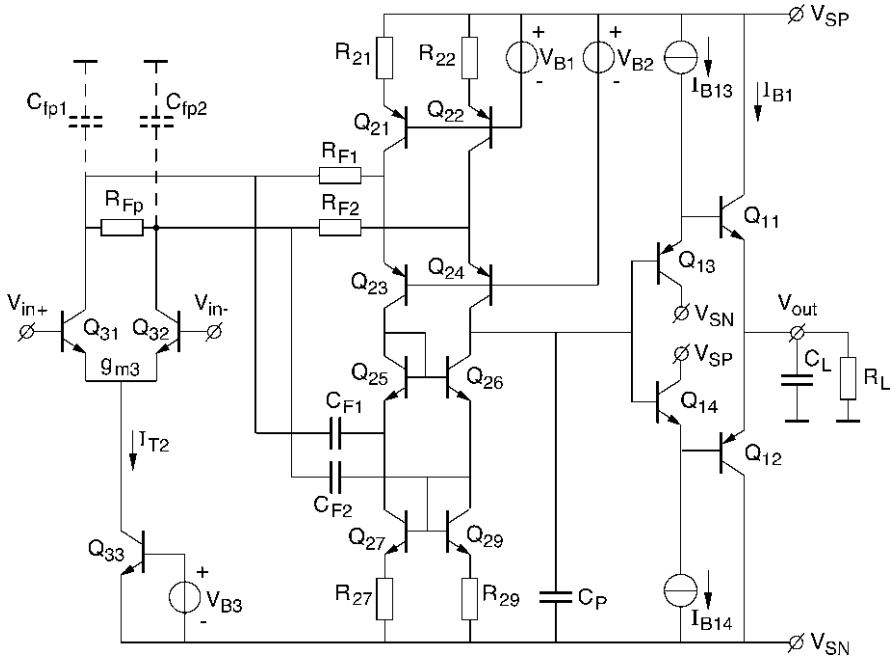 V_SP
R_21
R_22
+
V_B1
-
+
V_B2
-
I_B13
I_B1
C_fp1
C_fp2
Q_21
Q_22
R_F1
R_Fp
R_F2
Q_11
Q_13
Q_23
Q_24
V_in+
V_in-
Q_31
Q_32
g_m3
V_SN
V_out
V_SP
Q_25
Q_26
C_L
R_L
Q_14
C_F1
I_T2
Q_12
C_F2
Q_27
Q_29
Q_33
+
V_B3
-
R_27
R_29
C_P
I_B14
V_SN